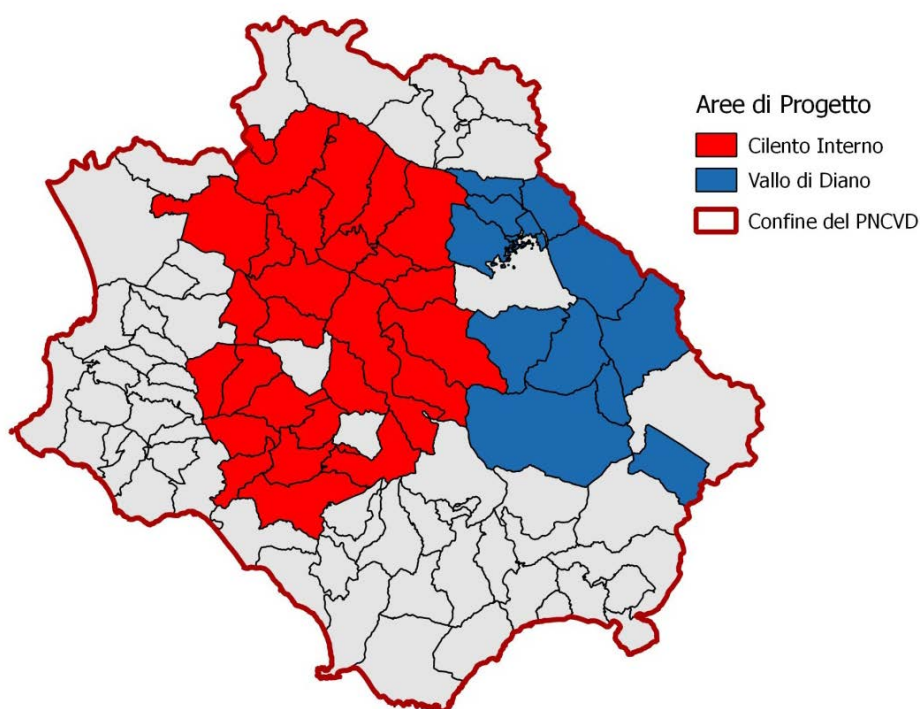 Aree di Progetto
Cilento Interno
Vallo di Diano
Confine del PNCVD